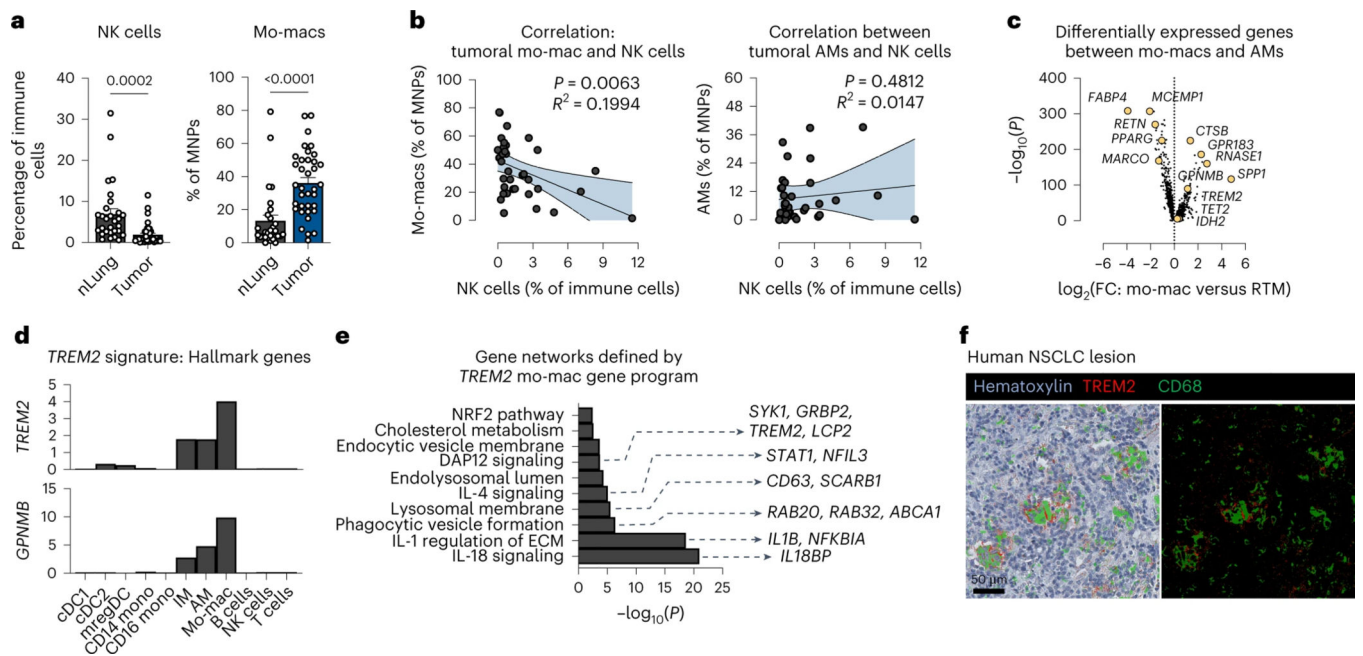 a
NK cells
Percentage of immune
cells
40
30
20
10
0
0.0002
nLung
Tumor
Mo-macs
% of MNPs
100
80
60
40
20
0
<0.0001
nLung
Tumor
b
Correlation:
tumoral mo-mac and NK cells
Mo-macs (% of MNPs)
100
80
60
40
20
0
P = 0.0063
R² = 0.1994
0 3 6 9 12
NK cells (% of immune cells)
Correlation between
tumoral AMs and NK cells
AMs (% of MNPs)
60
48
36
24
12
0
P = 0.4812
R² = 0.0147
0 3 6 9 12
NK cells (% of immune cells)
c
Differentially expressed genes
between mo-macs and AMs
−log₁₀(P)
400
300
200
100
0
FABP4
MCEMP1
RETN
PPARG
MARCO
CTSB
GPR183
RNASE1
GPNMB
SPP1
TREM2
TET2
IDH2
−6 −4 −2 0 2 4 6
log₂(FC: mo-mac versus RTM)
d
TREM2 signature: Hallmark genes
TREM2
5
4
3
2
1
0
GPNMB
15
10
5
0
cDC1
cDC2
mregDC
CD14 mono
CD16 mono
IM
AM
Mo-mac
B cells
NK cells
T cells
e
Gene networks defined by
TREM2 mo-mac gene program
NRF2 pathway
Cholesterol metabolism
Endocytic vesicle membrane
DAP12 signaling
Endolysosomal lumen
IL-4 signaling
Lysosomal membrane
Phagocytic vesicle formation
IL-1 regulation of ECM
IL-18 signaling
SYK1, GRBP2,
TREM2, LCP2
STAT1, NFIL3
CD63, SCARB1
RAB20, RAB32, ABCA1
IL1B, NFKBIA
IL18BP
0 5 10 15 20 25
−log₁₀(P)
f
Human NSCLC lesion
Hematoxylin TREM2 CD68
50 μm